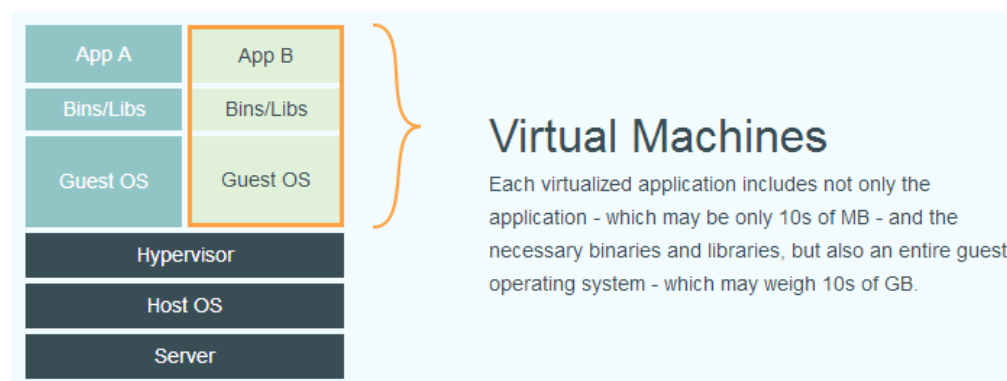 App A
App B
Bins/Libs
Bins/Libs
Guest OS
Guest OS
Hypervisor
Host OS
Server
Virtual Machines
Each virtualized application includes not only the
application - which may be only 10s of MB - and the
necessary binaries and libraries, but also an entire guest
operating system - which may weigh 10s of GB.